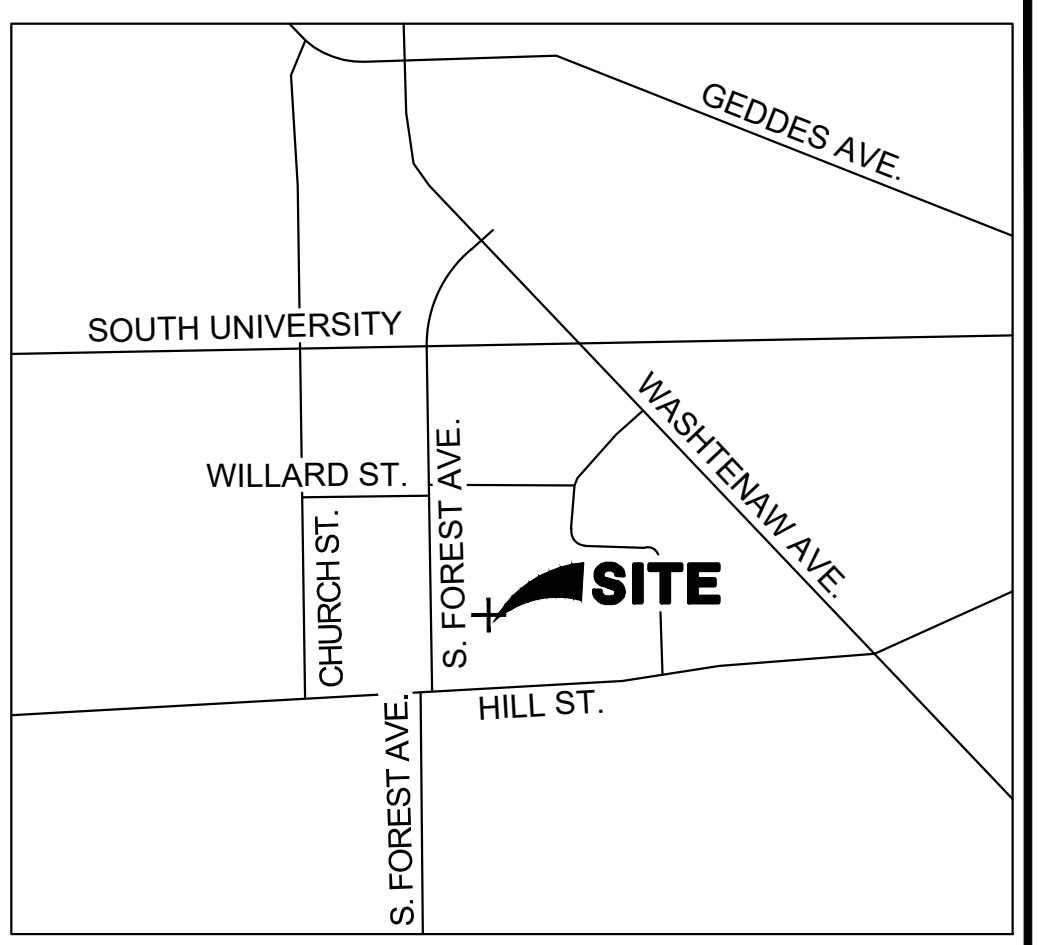 GEDDES AVE.
SOUTH UNIVERSITY
WASHTENAW AVE.
WILLARD ST.
S. FOREST AVE.
CHURCH ST.
SITE
HILL ST.
S. FOREST AVE.